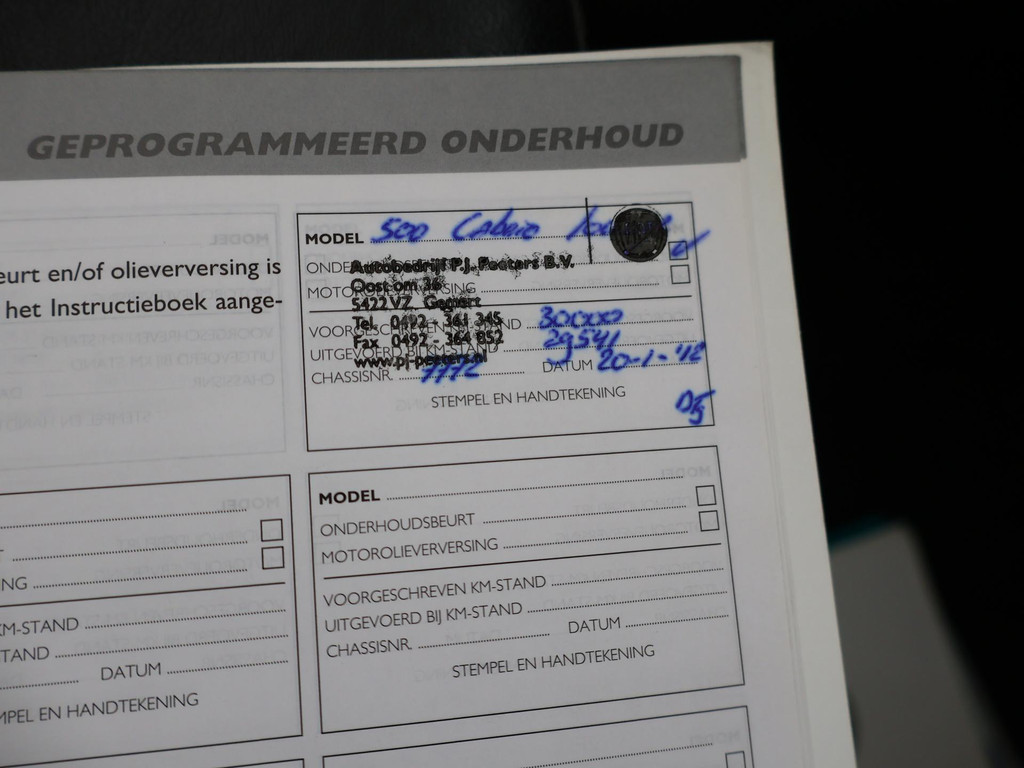 GEPROGRAMMEERD ONDERHOUD
eurt en/of olieverversing is
het Instructieboek aange-
MODEL 500 Cabrio
Autobedrijf P.J. Peeters B.V.
Oost om 36
MOTOROLIEVERVERSING
5422 VZ Gemert
Tel. 0492 - 361 345
VOORGESCHREVEN KM-STAND 30000
Fax 0492 - 364 852
UITGEVOERD BIJ KM-STAND 29541
www.pj-peeters.nl
CHASSISNR. 7772 DATUM 20-1-'12
STEMPEL EN HANDTEKENING
MODEL
ONDERHOUDSBEURT
MOTOROLIEVERVERSING
VOORGESCHREVEN KM-STAND
UITGEVOERD BIJ KM-STAND
CHASSISNR. DATUM
STEMPEL EN HANDTEKENING
NG
KM-STAND
TAND
DATUM
MPEL EN HANDTEKENING